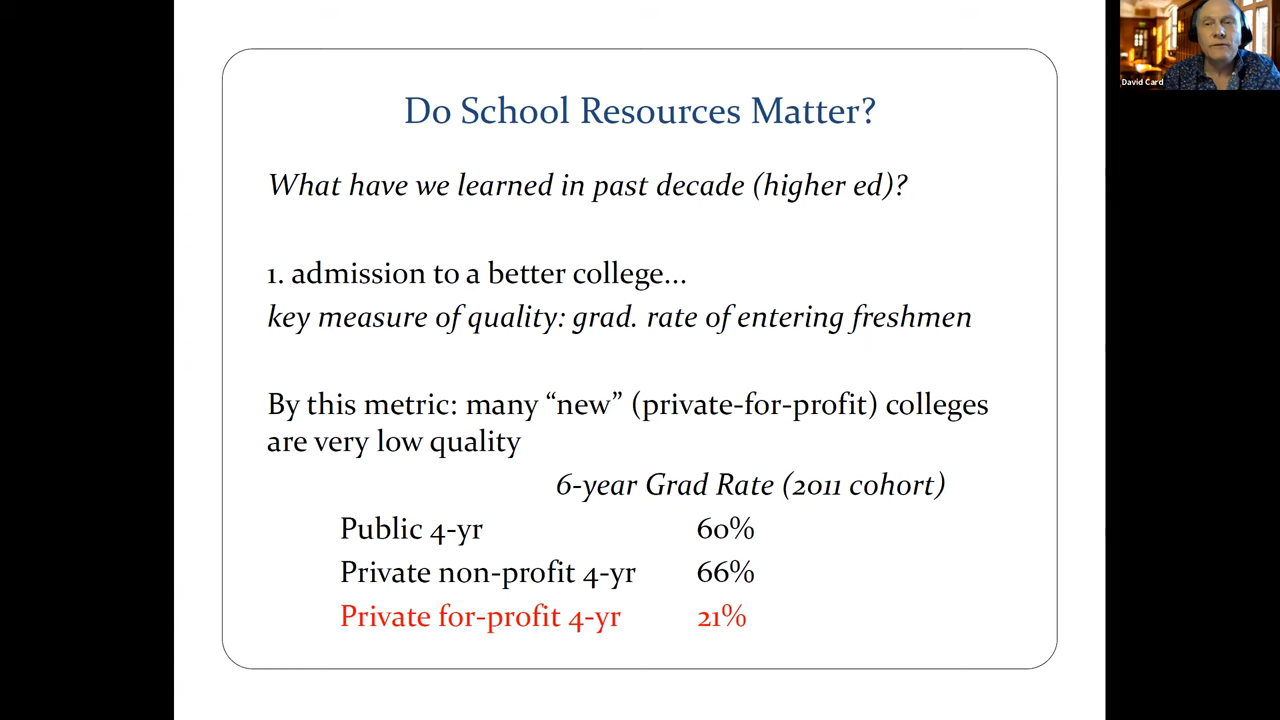 Do School Resources Matter?
What have we learned in past decade (higher ed)?
1. admission to a better college...
key measure of quality: grad. rate of entering freshmen
By this metric: many “new” (private-for-profit) colleges
are very low quality
6-year Grad Rate (2011 cohort)
Public 4-yr 60%
Private non-profit 4-yr 66%
Private for-profit 4-yr 21%
David Card